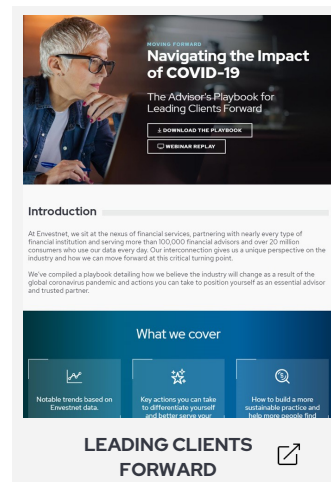 MOVING FORWARD
Navigating the Impact
of COVID-19
The Advisor's Playbook for
Leading Clients Forward
DOWNLOAD THE PLAYBOOK
WEBINAR REPLAY
Introduction
At Envestnet, we sit at the nexus of financial services, partnering with nearly every type of
financial institution and serving more than 100,000 financial advisors and over 20 million
consumers who use our data every day. Our interconnection gives us a unique perspective on the
industry and how we can move forward at this critical turning point.
We've compiled a playbook detailing how we believe the industry will change as a result of the
global coronavirus pandemic and actions you can take to position yourself as an essential advisor
and trusted partner.
What we cover
Notable trends based on
Envestnet data.
Key actions you can take
to differentiate yourself
and better serve your
How to build a more
sustainable practice and
help more people find
LEADING CLIENTS
FORWARD